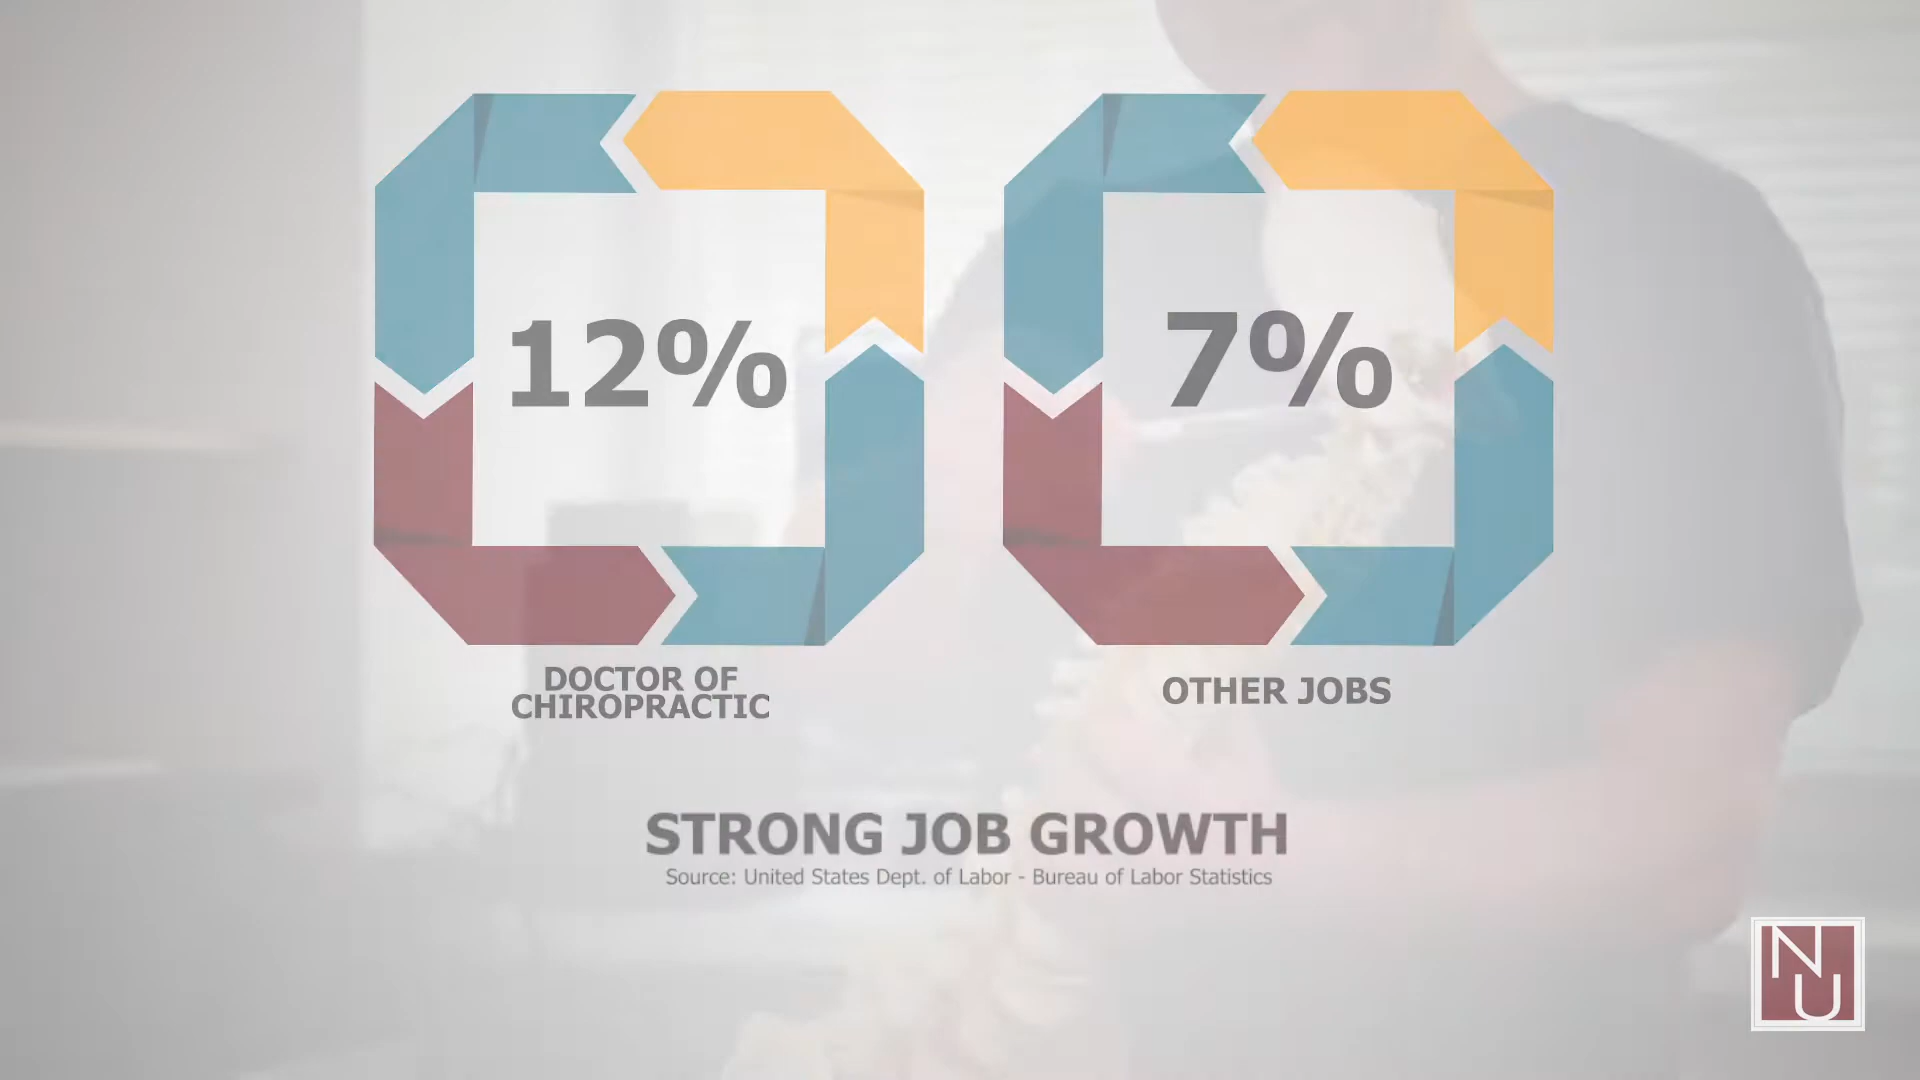 12%
7%
DOCTOR OF
CHIROPRACTIC
OTHER JOBS
STRONG JOB GROWTH
Source: United States Dept. of Labor - Bureau of Labor Statistics
NU